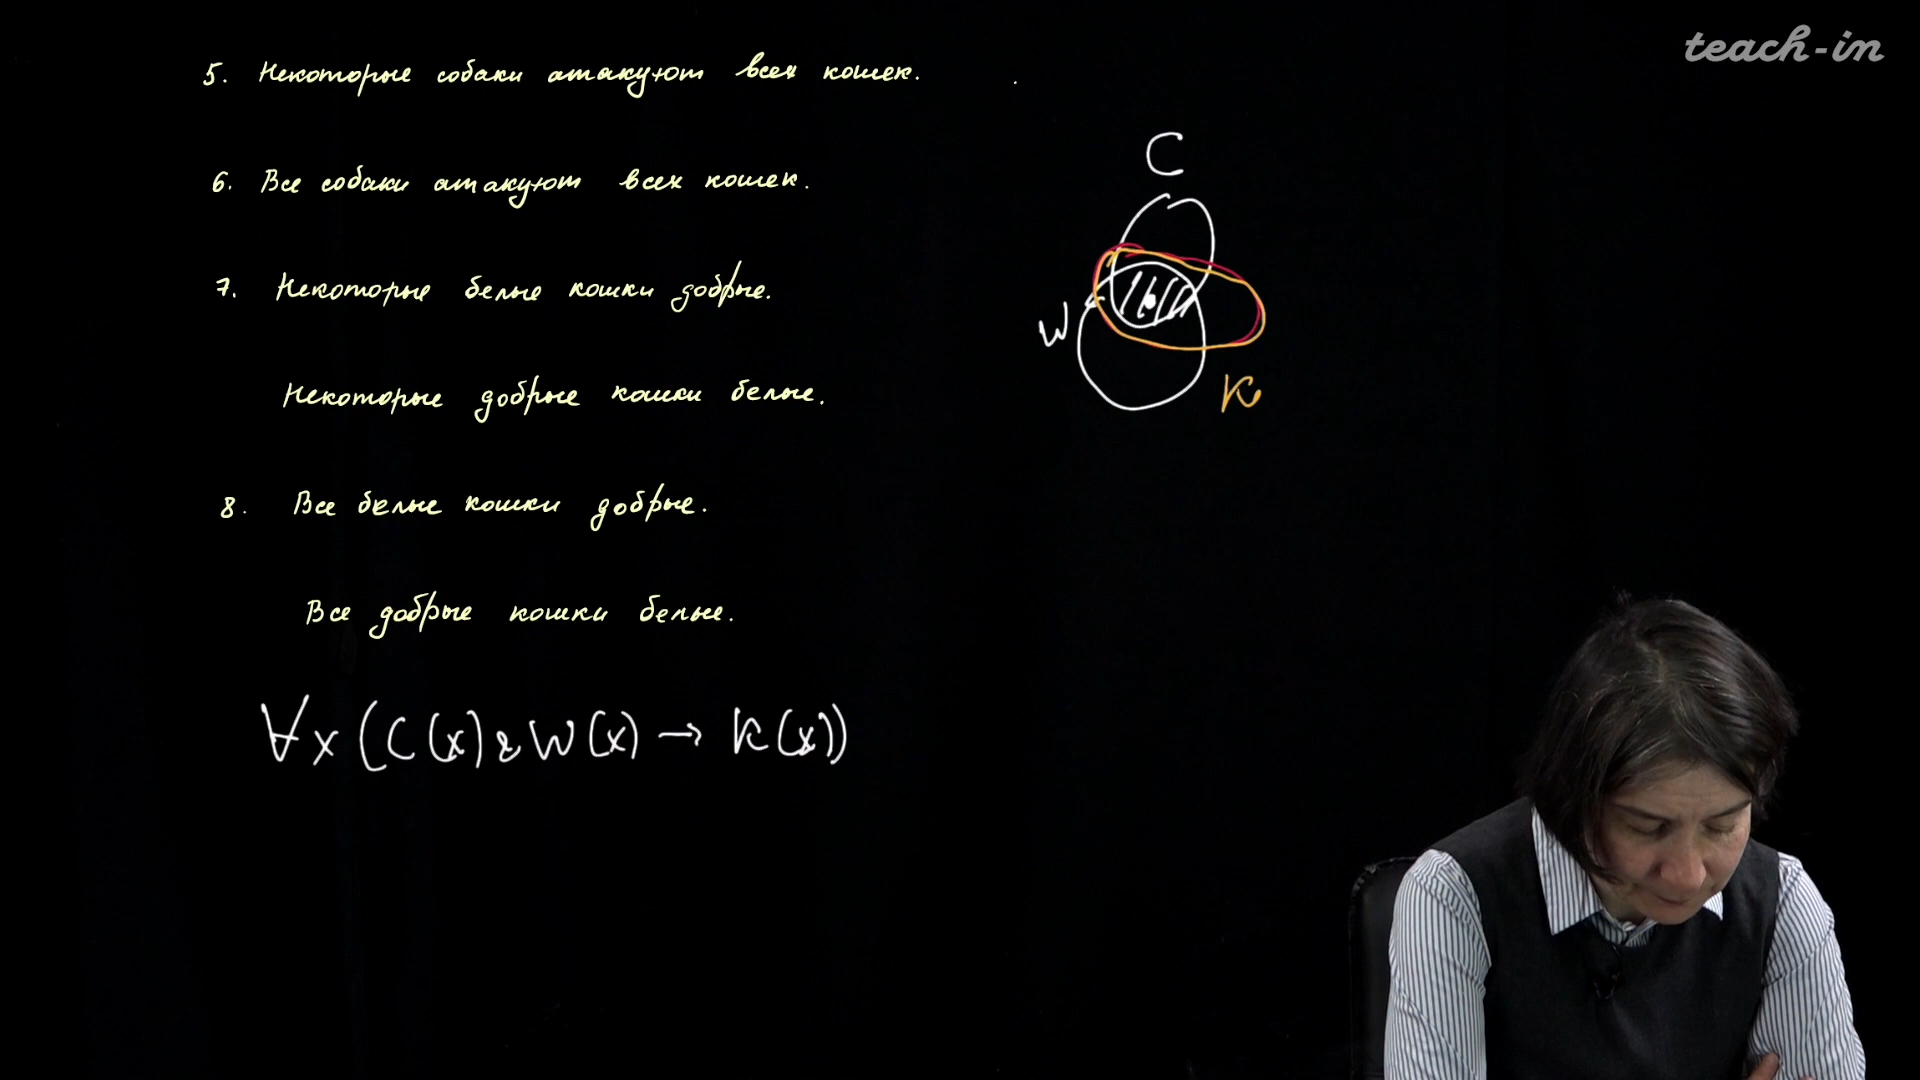 teach-in
5. Некоторые собаки атакуют всех кошек.
6. Все собаки атакуют всех кошек.
7. Некоторые белые кошки добрые.
Некоторые добрые кошки белые.
8. Все белые кошки добрые.
Все добрые кошки белые.
∀x (C(x) & W(x) → K(x))
C
W
K